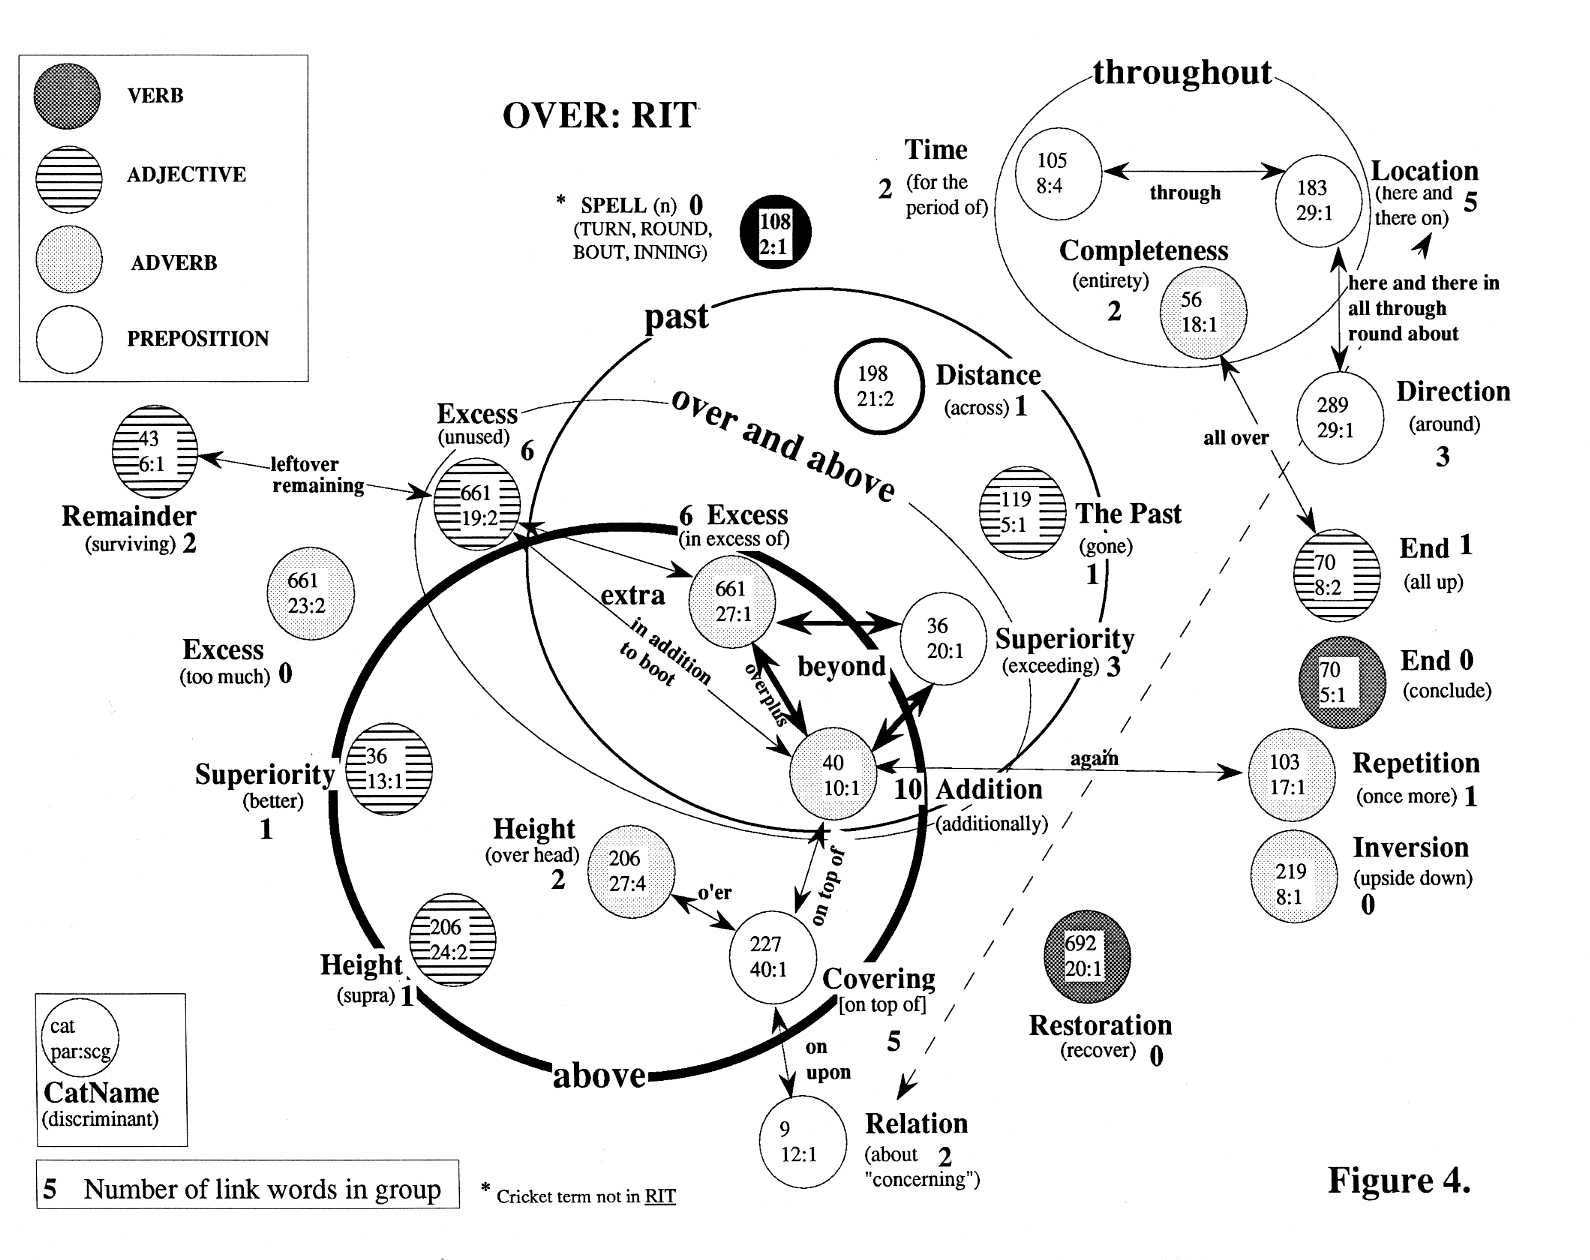 VERB
ADJECTIVE
ADVERB
PREPOSITION
OVER: RIT
* SPELL (n) 0
(TURN, ROUND,
BOUT, INNING)
108
2:1
throughout
Time
2 (for the
period of)
105
8:4
through
183
29:1
Location
(here and
there on) 5
Completeness
(entirety)
2
56
18:1
here and there in
all through
round about
past
198
21:2
Distance
(across) 1
over and above
289
29:1
Direction
(around)
3
all over
Excess
(unused)
6
43
6:1
leftover
remaining
661
19:2
Remainder
(surviving) 2
119
5:1
The Past
(gone)
1
6 Excess
(in excess of)
70
8:2
End 1
(all up)
661
23:2
Excess
(too much) 0
extra
661
27:1
in addition
to boot
overplus
beyond
36
20:1
Superiority
(exceeding) 3
70
5:1
End 0
(conclude)
36
13:1
Superiority
(better)
1
40
10:1
10 Addition
(additionally)
again
103
17:1
Repetition
(once more) 1
Height
(over head)
2
206
27:4
o'er
on top of
219
8:1
Inversion
(upside down)
0
206
24:2
Height
(supra) 1
227
40:1
Covering
[on top of]
5
692
20:1
Restoration
(recover) 0
above
on
upon
9
12:1
Relation
(about 2
"concerning")
cat
par:scg
CatName
(discriminant)
5 Number of link words in group
* Cricket term not in RIT
Figure 4.